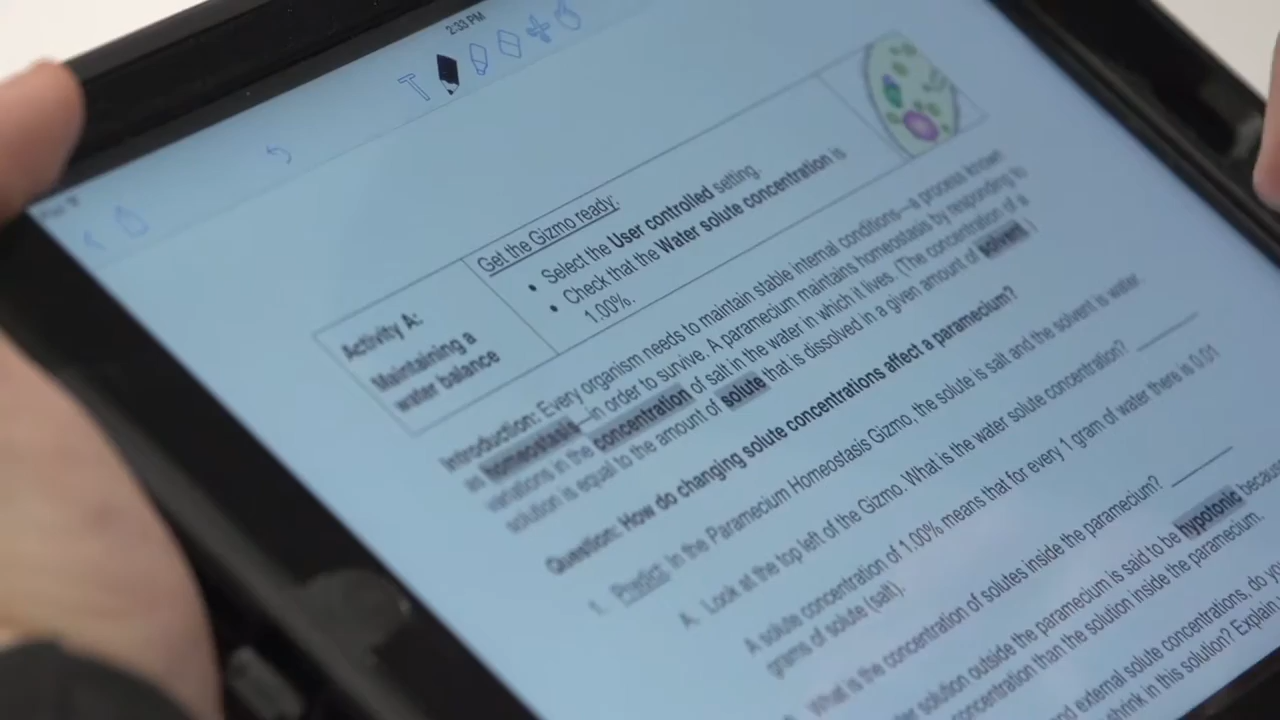 2:33 PM
T
Activity A:
Maintaining a
water balance
Get the Gizmo ready:
• Select the User controlled setting.
• Check that the Water solute concentration is
1.00%.
Introduction: Every organism needs to maintain stable internal conditions—a process known
as homeostasis—in order to survive. A paramecium maintains homeostasis by responding to
variations in the concentration of salt in the water in which it lives. (The concentration of a
solution is equal to the amount of solute that is dissolved in a given amount of solvent.)
Question: How do changing solute concentrations affect a paramecium?
1. Predict: In the Paramecium Homeostasis Gizmo, the solute is salt and the solvent is water.
A. Look at the top left of the Gizmo. What is the water solute concentration?
A solute concentration of 1.00% means that for every 1 gram of water there is 0.01
grams of solute (salt).
What is the concentration of solutes inside the paramecium?
solution outside the paramecium is said to be hypotonic because
concentration than the solution inside the paramecium.
and external solute concentrations, do you
shrink in this solution? Explain